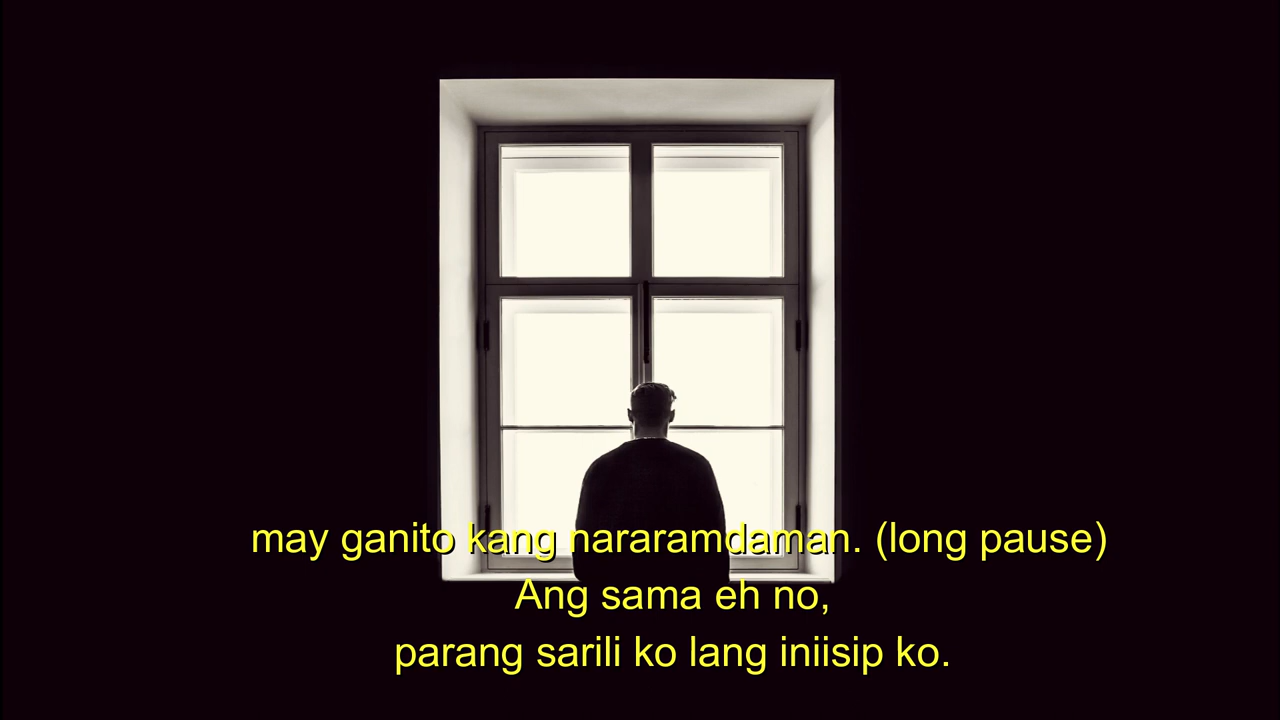 may ganito kang nararamdaman. (long pause)
Ang sama eh no,
parang sarili ko lang iniisip ko.